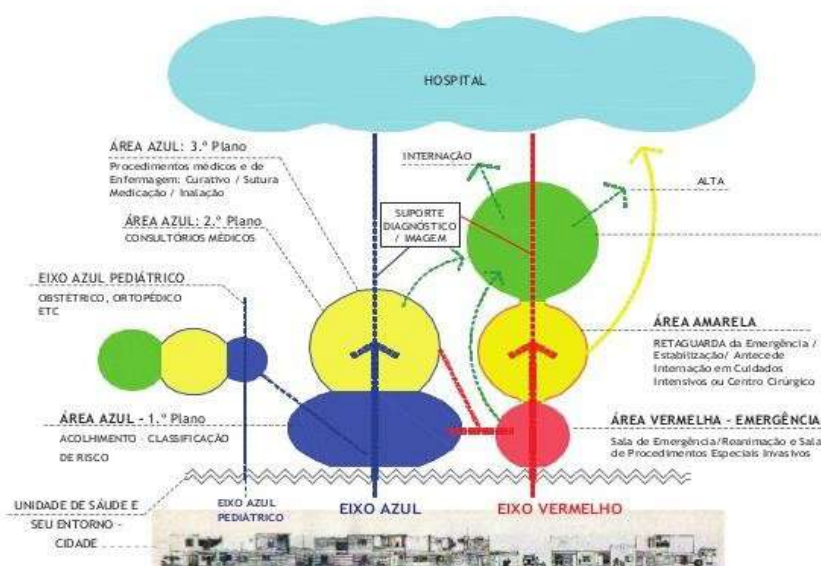 HOSPITAL
ÁREA AZUL: 3.º Plano
Procedimentos médicos e de
Enfermagem: Curativo / Sutura
Medicação / Inalação
INTERNAÇÃO
ALTA
SUPORTE
DIAGNÓSTICO
/ IMAGEM
ÁREA AZUL: 2.º Plano
CONSULTÓRIOS MÉDICOS
EIXO AZUL PEDIÁTRICO
OBSTÉTRICO, ORTOPÉDICO
ETC
ÁREA AMARELA
RETAGUARDA da Emergência /
Estabilização/ Antecede
Internação em Cuidados
Intensivos ou Centro Cirúrgico
ÁREA AZUL - 1.º Plano
ACOLHIMENTO - CLASSIFICAÇÃO
DE RISCO
ÁREA VERMELHA - EMERGÊNCIA
Sala de Emergência/Reanimação e Sala
de Procedimentos Especiais Invasivos
UNIDADE DE SAÚDE E
SEU ENTORNO -
CIDADE
EIXO AZUL
PEDIÁTRICO
EIXO AZUL
EIXO VERMELHO